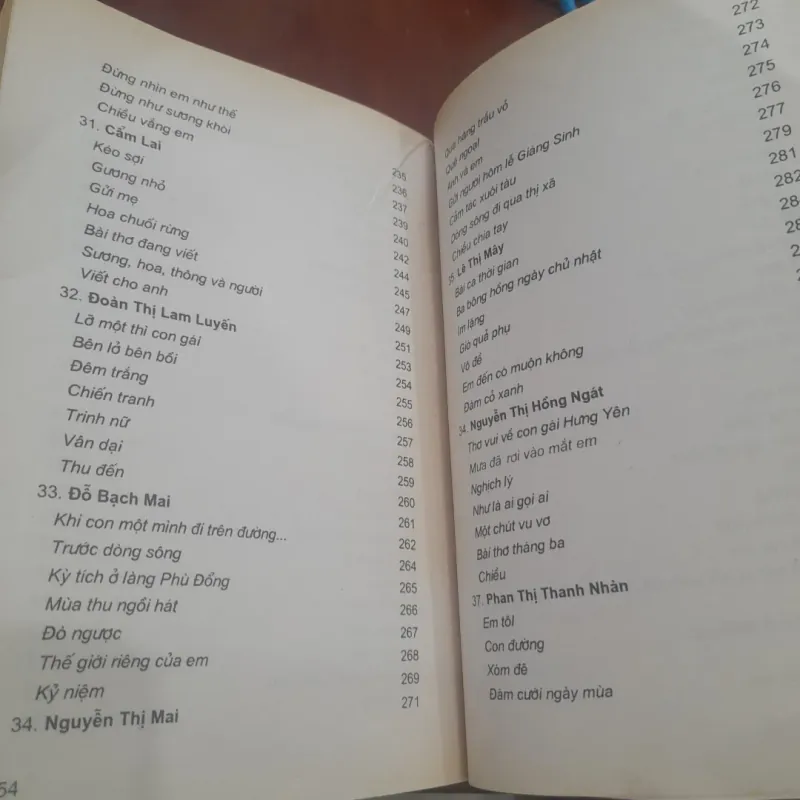 Đừng nhìn em như thế 235
Đừng như sương khói 236
Chiều vắng em 237
31. Cẩm Lai 239
Kéo sợi 240
Gương nhỏ 242
Gửi mẹ 244
Hoa chuối rừng 245
Bài thơ đang viết 247
Sương, hoa, thông và người 249
Viết cho anh 251
32. Đoàn Thị Lam Luyến 253
Lỡ một thì con gái 254
Bên lở bên bồi 255
Đêm trắng 256
Chiến tranh 257
Trinh nữ 258
Vân dại 259
Thu đến 260
33. Đỗ Bạch Mai 261
Khi con một mình đi trên đường... 262
Trước dòng sông 264
Kỳ tích ở làng Phù Đổng 265
Mùa thu ngồi hát 266
Đò ngược 267
Thế giới riêng của em 268
Kỷ niệm 269
34. Nguyễn Thị Mai 271
54
Quà hàng trầu vỏ 272
Quê ngoại 273
Anh và em 274
Gửi người hôm lễ Giáng Sinh 275
Cảm tác xuôi tàu 276
Dòng sông đi qua thị xã 277
Chiều chia tay 279
35. Lê Thị Mây 281
Bài ca thời gian 282
Ba bông hồng ngày chủ nhật
Im lặng
Gió quả phụ
Vô đề
Em đến có muộn không
Đám cỏ xanh
34. Nguyễn Thị Hồng Ngát
Thơ vui về con gái Hưng Yên
Mưa đã rơi vào mắt em
Nghịch lý
Như là ai gọi ai
Một chút vu vơ
Bài thơ tháng ba
Chiều
37. Phan Thị Thanh Nhàn
Em tôi
Con đường
Xóm đê
Đám cưới ngày mùa